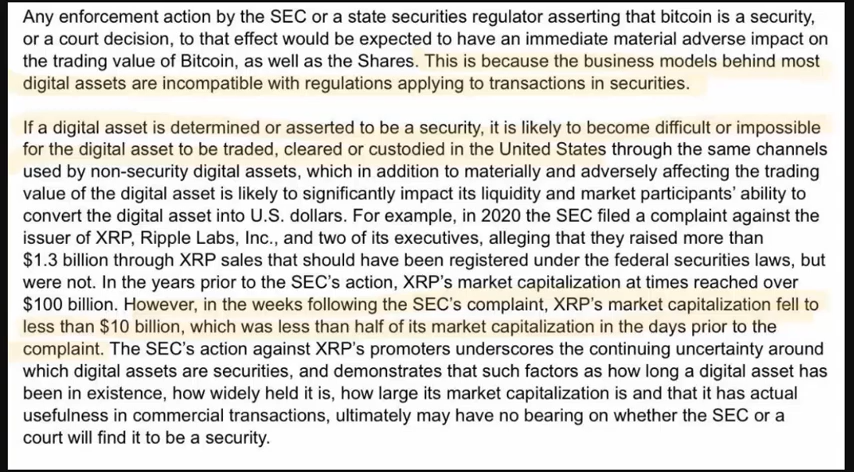 Any enforcement action by the SEC or a state securities regulator asserting that bitcoin is a security,
or a court decision, to that effect would be expected to have an immediate material adverse impact on
the trading value of Bitcoin, as well as the Shares. This is because the business models behind most
digital assets are incompatible with regulations applying to transactions in securities.
If a digital asset is determined or asserted to be a security, it is likely to become difficult or impossible
for the digital asset to be traded, cleared or custodied in the United States through the same channels
used by non-security digital assets, which in addition to materially and adversely affecting the trading
value of the digital asset is likely to significantly impact its liquidity and market participants' ability to
convert the digital asset into U.S. dollars. For example, in 2020 the SEC filed a complaint against the
issuer of XRP, Ripple Labs, Inc., and two of its executives, alleging that they raised more than
$1.3 billion through XRP sales that should have been registered under the federal securities laws, but
were not. In the years prior to the SEC's action, XRP's market capitalization at times reached over
$100 billion. However, in the weeks following the SEC's complaint, XRP's market capitalization fell to
less than $10 billion, which was less than half of its market capitalization in the days prior to the
complaint. The SEC's action against XRP's promoters underscores the continuing uncertainty around
which digital assets are securities, and demonstrates that such factors as how long a digital asset has
been in existence, how widely held it is, how large its market capitalization is and that it has actual
usefulness in commercial transactions, ultimately may have no bearing on whether the SEC or a
court will find it to be a security.